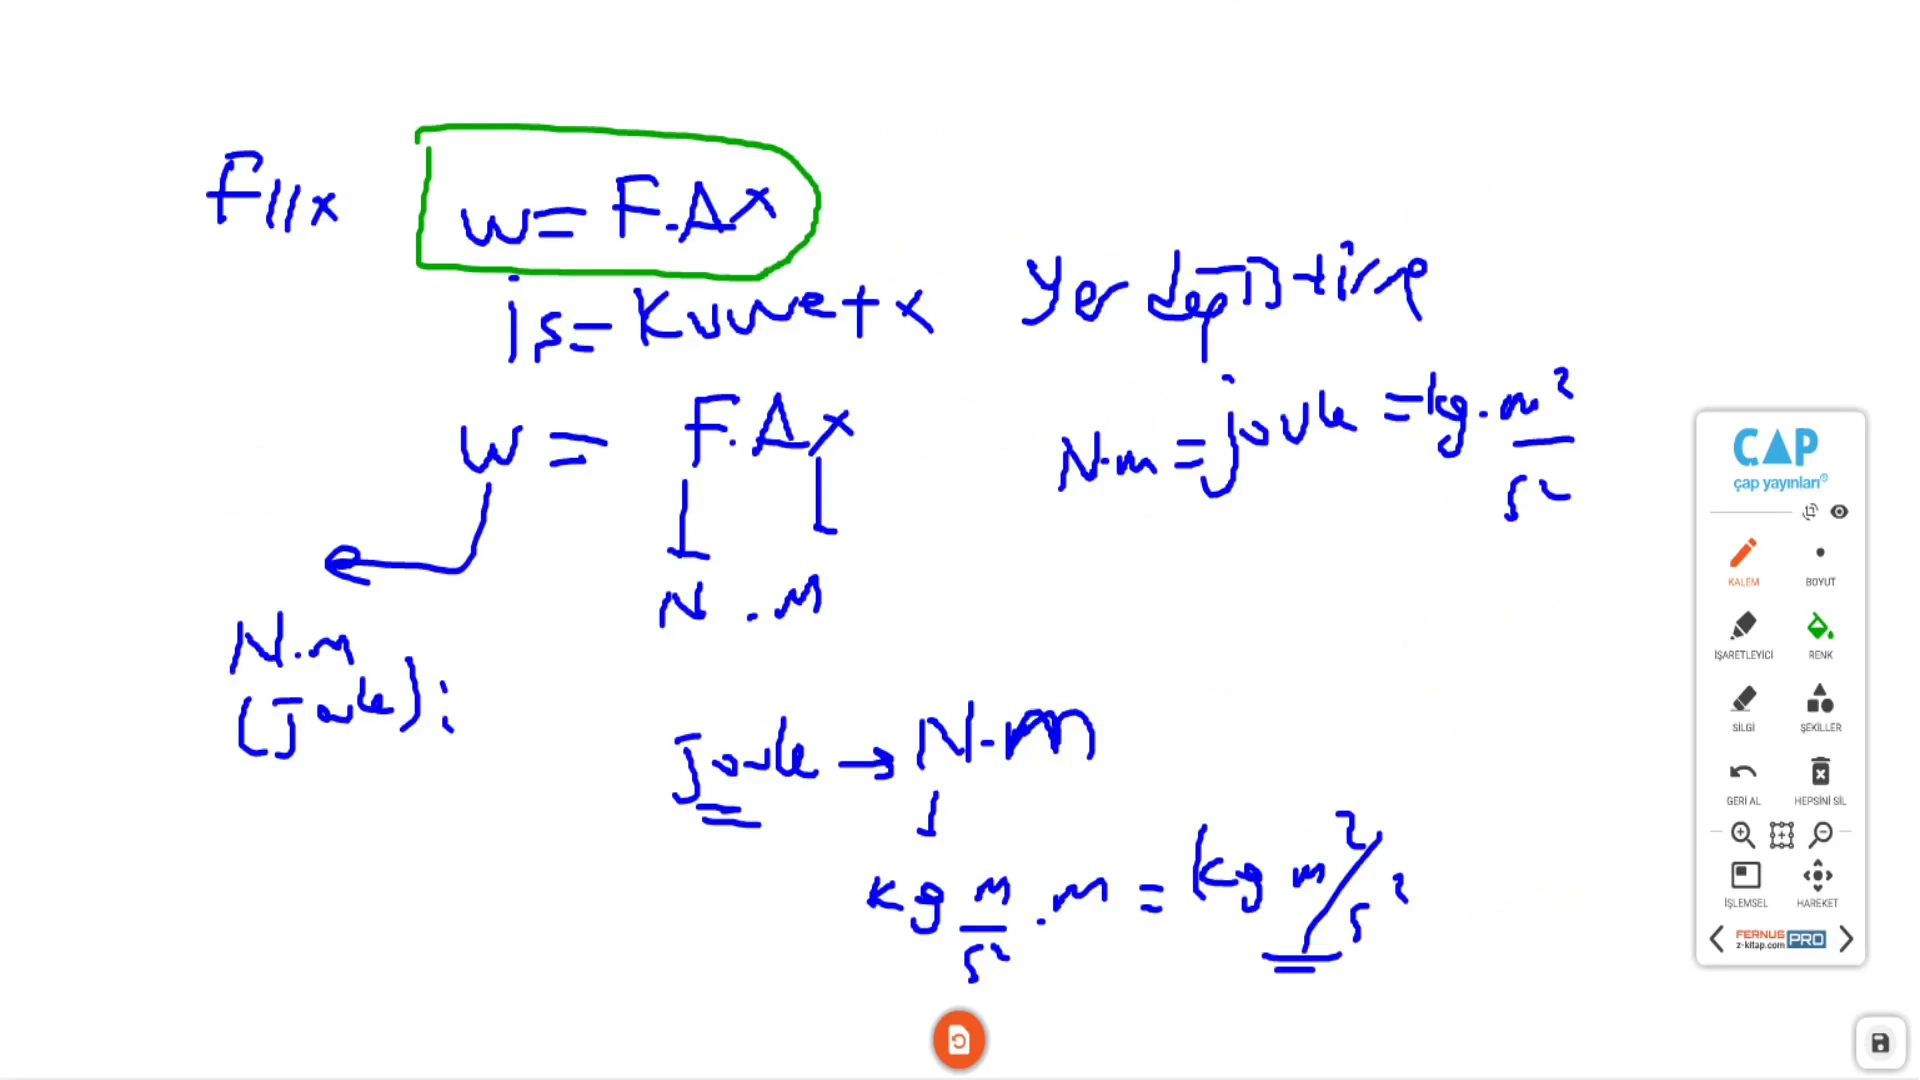 F//x W = F.Δx
is = Kuvvet x Yer değiştirme
W = F.Δx
N.m = joule = kg.m²/s²
N . m
N.m
(Joule):
Joule → N.m
kg m/s² . m = kg m²/s²
CAP
çap yayınları®
KALEM BOYUT
İŞARETLEYİCİ RENK
SİLGİ ŞEKİLLER
GERİ AL HEPSİNİ SİL
İŞLEMSEL HAREKET
FERNUS
z-kitap.com PRO